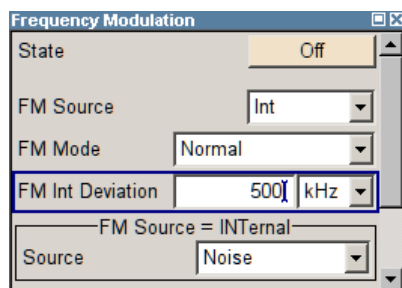 Frequency Modulation
State Off
FM Source Int
FM Mode Normal
FM Int Deviation 500 kHz
FM Source = INTernal
Source Noise